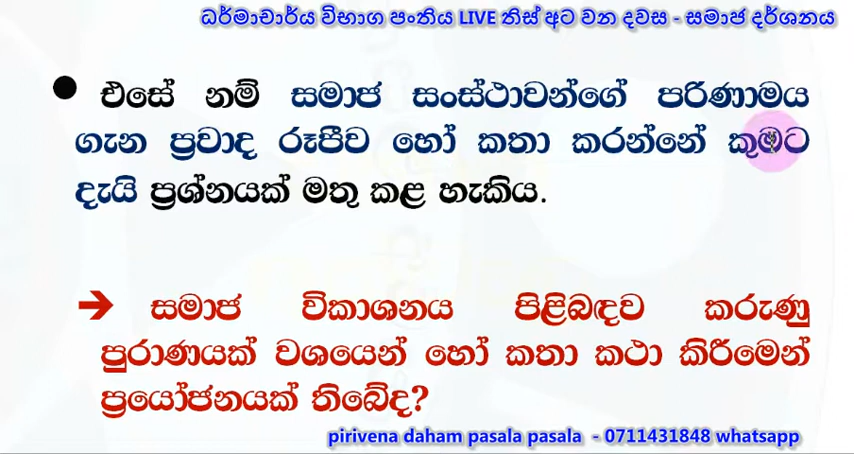 ධර්මාචාර්ය විභාග පංතිය LIVE තිස් අට වන දවස - සමාජ දර්ශනය
● එසේ නම් සමාජ සංස්ථාවන්ගේ පරිණාමය
ගැන ප්‍රවාද රූපීව හෝ කතා කරන්නේ කුමට
දැයි ප්‍රශ්නයක් මතු කළ හැකිය.
➔ සමාජ විකාශනය පිළිබඳව කරුණු
පුරාණයක් වශයෙන් හෝ කතා කථා කිරීමෙන්
ප්‍රයෝජනයක් තිබේද?
pirivena daham pasala pasala - 0711431848 whatsapp